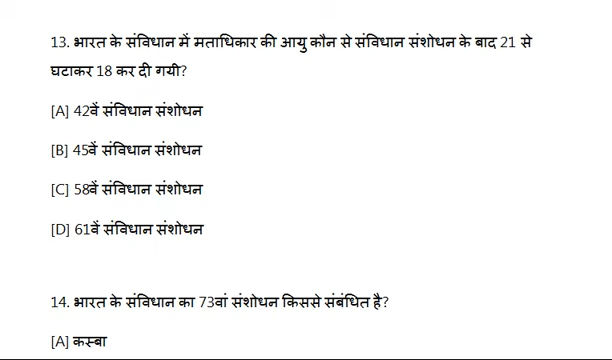 13. भारत के संविधान में मताधिकार की आयु कौन से संविधान संशोधन के बाद 21 से
घटाकर 18 कर दी गयी?
[A] 42वें संविधान संशोधन
[B] 45वें संविधान संशोधन
[C] 58वें संविधान संशोधन
[D] 61वें संविधान संशोधन
14. भारत के संविधान का 73वां संशोधन किससे संबंधित है?
[A] कस्बा